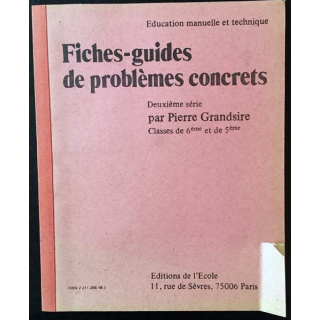 Education manuelle et technique
Fiches-guides
de problèmes concrets
Deuxième série
par Pierre Grandsire
Classes de 6ème et de 5ème
Editions de l'Ecole
11, rue de Sèvres, 75006 Paris